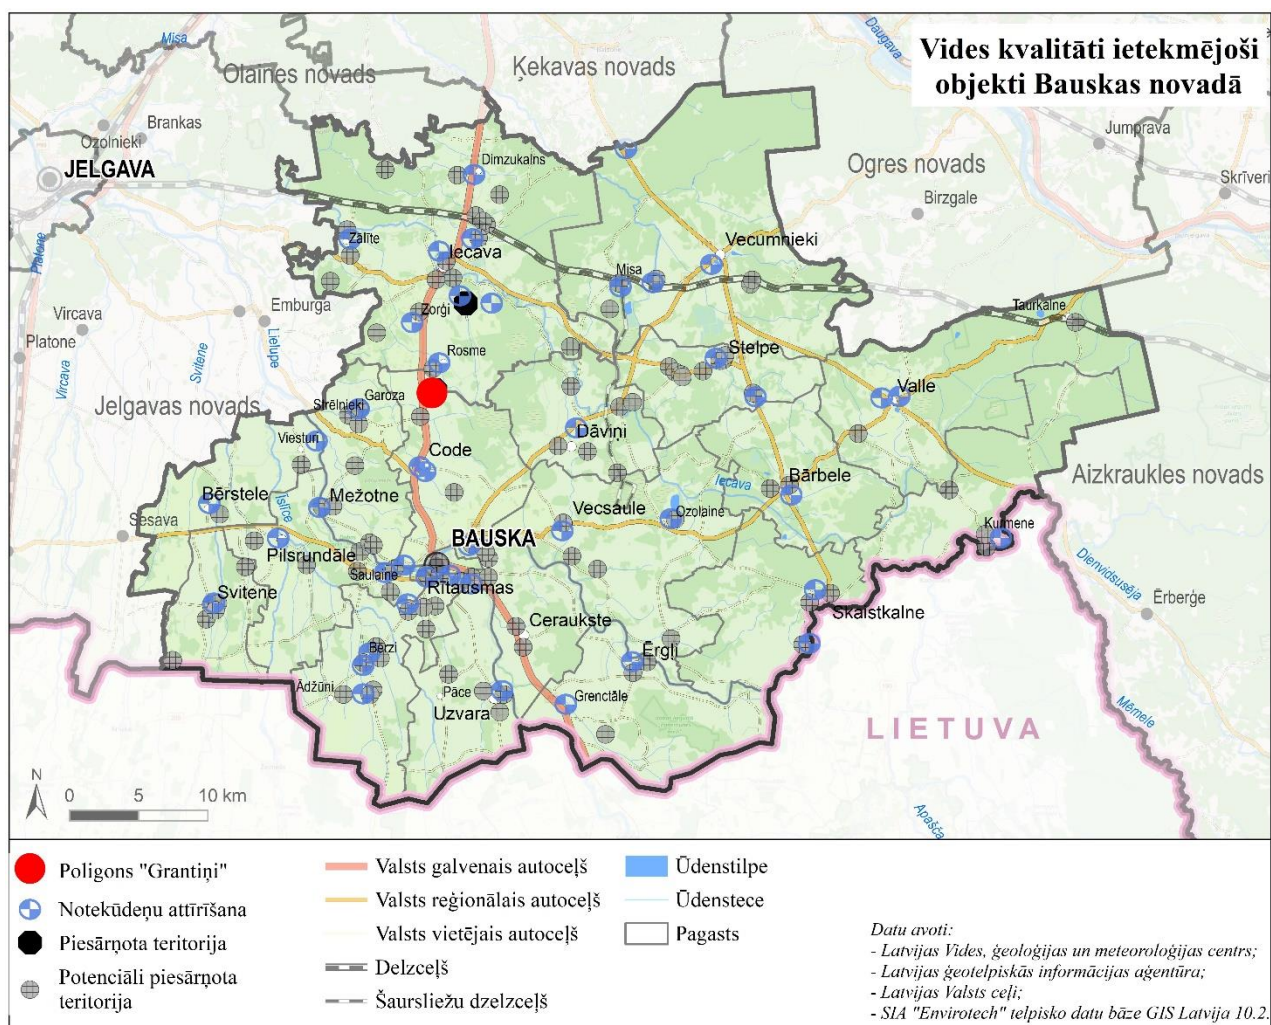 Vides kvalitāti ietekmējoši
objekti Bauskas novadā
Misa
Daugava
Olaines novads
Ķekavas novads
Brankas
Ozolnieki
JELGAVA
Jumprava
Dimzukalns
Ogres novads
Skrīveri
Birzgale
Platone
Zālīte
Iecava
Vecumnieki
Misa
Emburga
Vircava
Zorģi
Taurkalne
Platone
Svitene
Lielupe
Rosme
Stelpe
Vircava
Jelgavas novads
Garoza
Strēlnieki
Valle
Viesturi
Dāviņi
Code
Aizkraukles novads
Bērstele
Islīce
Mežotne
Iecava
Bārbele
Vecsaule
Ozolaine
Sesava
BAUSKA
Kurmene
Pilsrundāle
Saulaine
Rītausmas
Dienvidsusēja
Svitene
Ērberģe
Ceraukste
Skaistkalne
Bērzi
Ērgļi
Ādžūni
Pāce
Uzvara
Grenctāle
Mēmele
LIETUVA
N
0 5 10 km
Apaščа
Poligons "Grantiņi"
Notekūdeņu attīrīšana
Piesārņota teritorija
Potenciāli piesārņota
teritorija
Valsts galvenais autoceļš
Valsts reģionālais autoceļš
Valsts vietējais autoceļš
Delzceļš
Šaursliežu dzelzceļš
Ūdenstilpe
Ūdenstece
Pagasts
Datu avoti:
- Latvijas Vides, ģeoloģijas un meteoroloģijas centrs;
- Latvijas ģeotelpiskās informācijas aģentūra;
- Latvijas Valsts ceļi;
- SIA "Envirotech" telpisko datu bāze GIS Latvija 10.2.